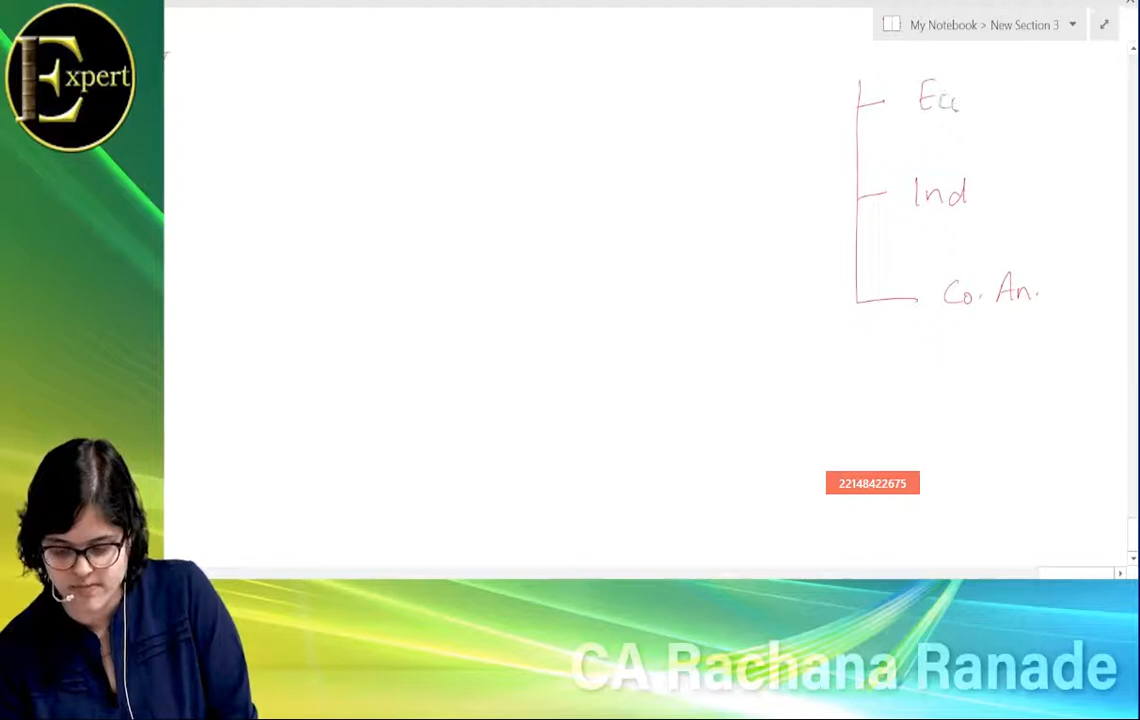 Expert
My Notebook > New Section 3
Eco
Ind
Co. An.
22148422675
CA Rachana Ranade